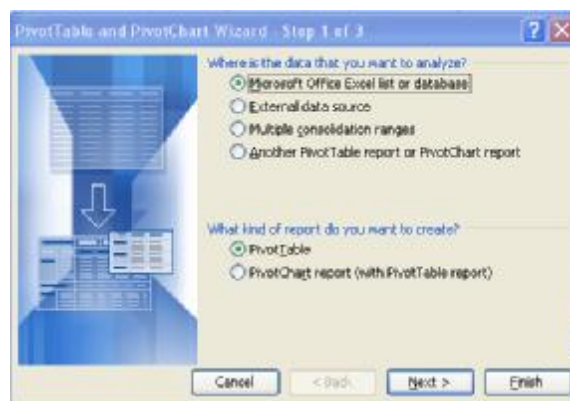 PivotTable and PivotChart Wizard - Step 1 of 3
Where is the data that you want to analyze?
Microsoft Office Excel list or database
External data source
Multiple consolidation ranges
Another PivotTable report or PivotChart report
What kind of report do you want to create?
PivotTable
PivotChart report (with PivotTable report)
Cancel
< Back
Next >
Finish